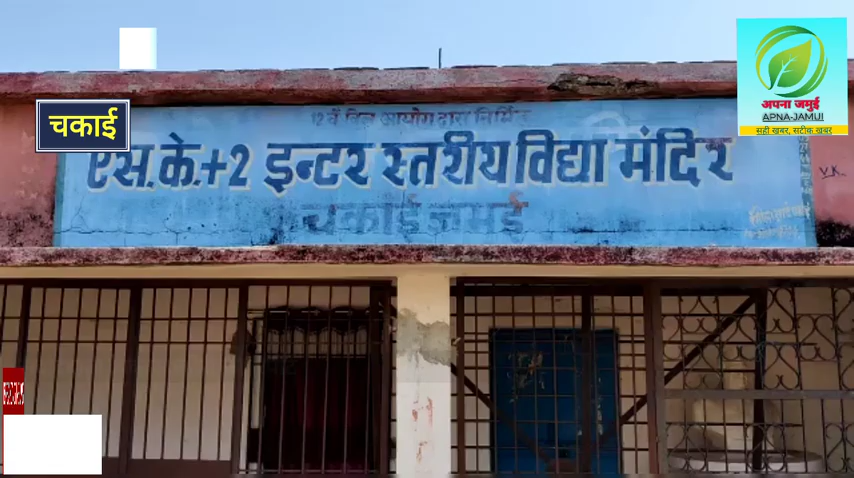 चकाई
अपना जमुई
APNA-JAMUI
सही खबर, सटीक खबर
12 वें वित्त आयोग द्वारा निर्मित
एस.के.+2 इन्टर स्तरीय विद्या मंदिर
चकाई जमुई
V.K.